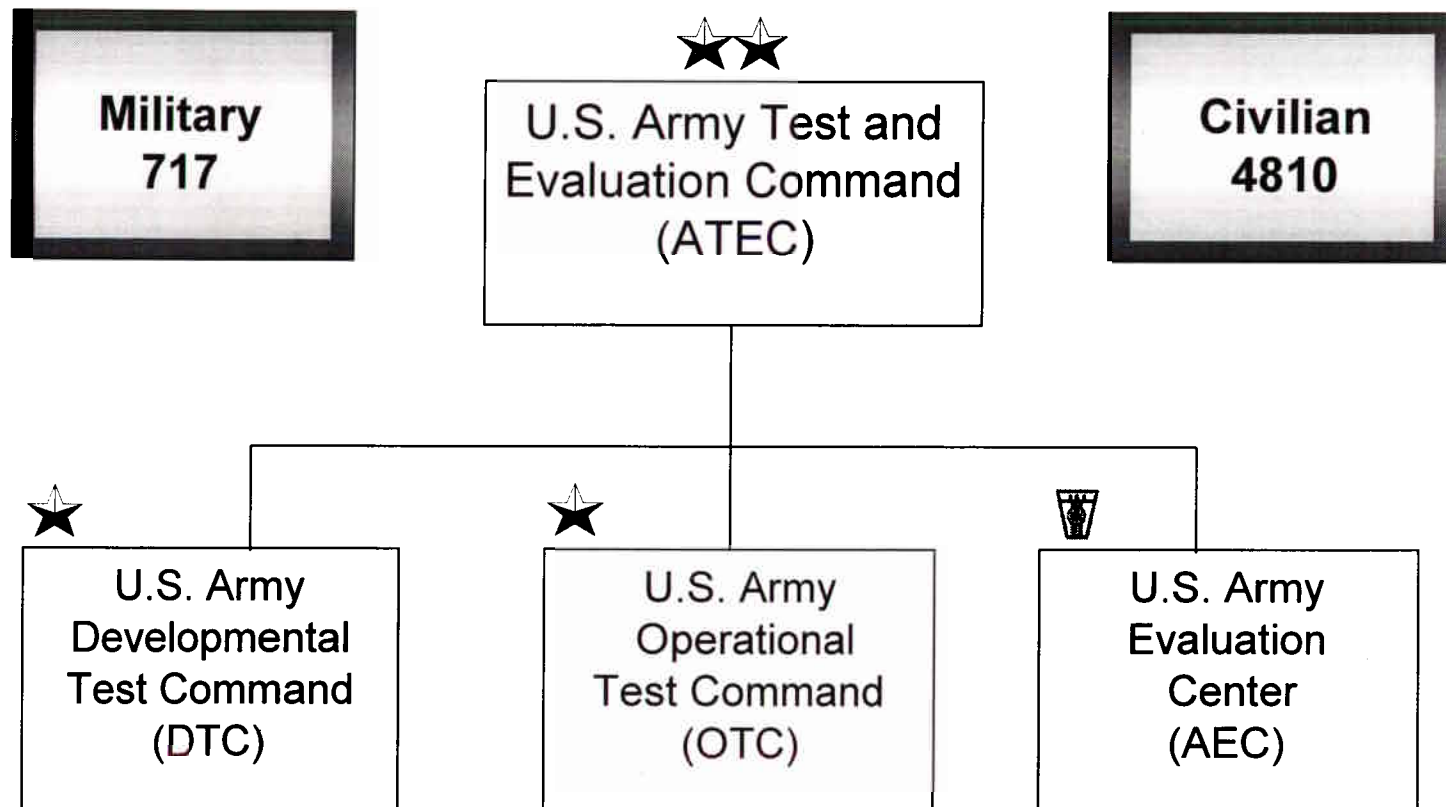 Military
717
U.S. Army Test and
Evaluation Command
(ATEC)
Civilian
4810
U.S. Army
Developmental
Test Command
(DTC)
U.S. Army
Operational
Test Command
(OTC)
U.S. Army
Evaluation
Center
(AEC)